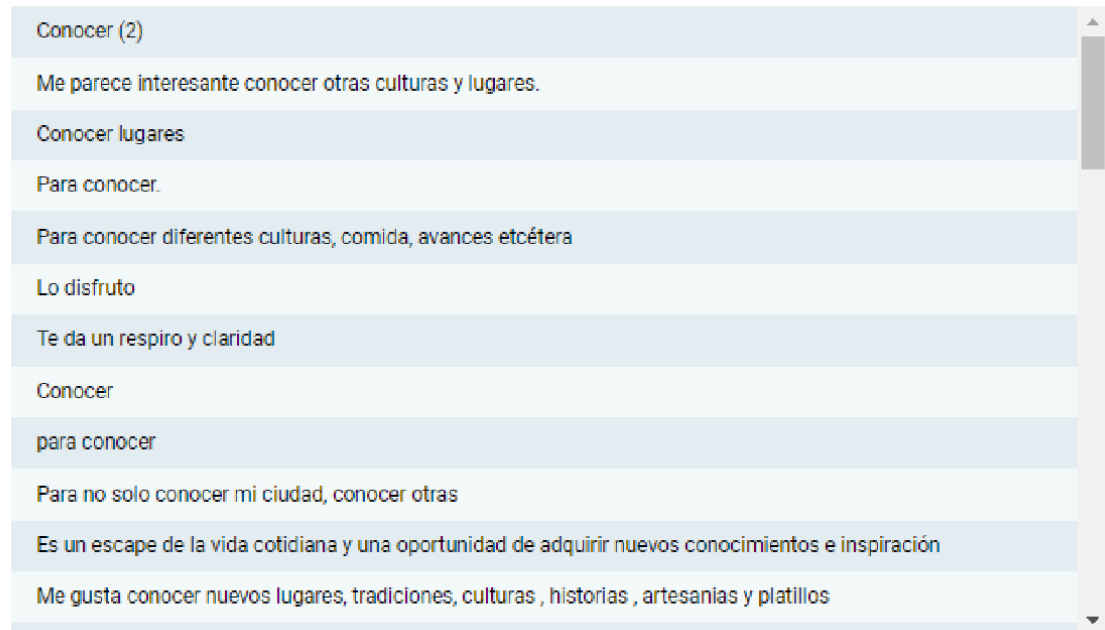 Conocer (2)
Me parece interesante conocer otras culturas y lugares.
Conocer lugares
Para conocer.
Para conocer diferentes culturas, comida, avances etcétera
Lo disfruto
Te da un respiro y claridad
Conocer
para conocer
Para no solo conocer mi ciudad, conocer otras
Es un escape de la vida cotidiana y una oportunidad de adquirir nuevos conocimientos e inspiración
Me gusta conocer nuevos lugares, tradiciones, culturas , historias , artesanias y platillos